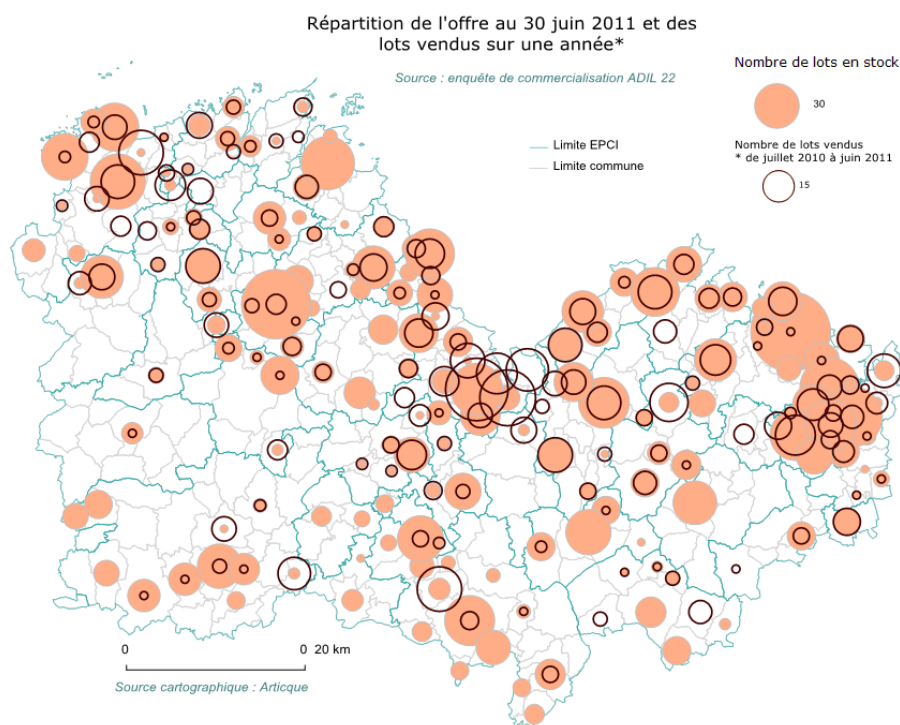 Répartition de l'offre au 30 juin 2011 et des
lots vendus sur une année*
Source : enquête de commercialisation ADIL 22
Nombre de lots en stock
30
Limite EPCI
Limite commune
Nombre de lots vendus
* de juillet 2010 à juin 2011
15
0 0 20 km
Source cartographique : Articque